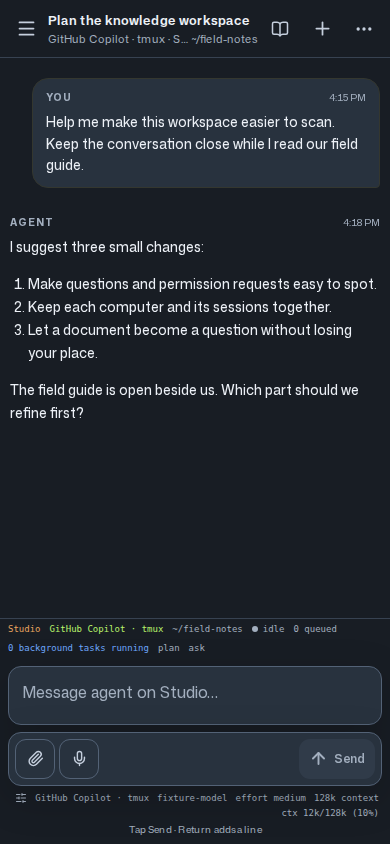 Plan the knowledge workspace
GitHub Copilot · tmux · S... ~/field-notes
YOU 4:15 PM
Help me make this workspace easier to scan.
Keep the conversation close while I read our field
guide.
AGENT 4:18 PM
I suggest three small changes:
1. Make questions and permission requests easy to spot.
2. Keep each computer and its sessions together.
3. Let a document become a question without losing
your place.
The field guide is open beside us. Which part should we
refine first?
Studio GitHub Copilot · tmux ~/field-notes ● idle 0 queued
0 background tasks running plan ask
Message agent on Studio...
Send
GitHub Copilot · tmux fixture-model effort medium 128k context
ctx 12k/128k (10%)
Tap Send · Return adds a line